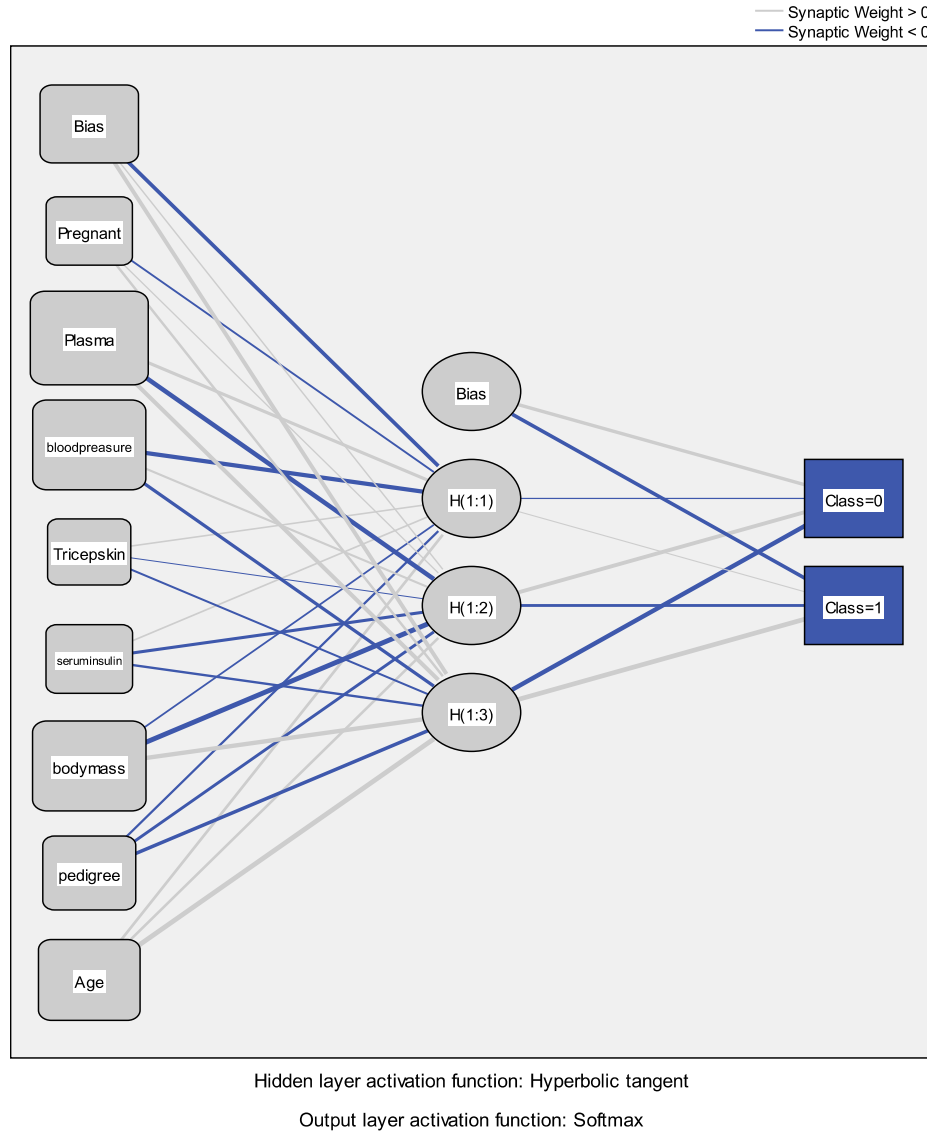 Synaptic Weight > 0
Synaptic Weight < 0
Bias
Pregnant
Plasma
bloodpreasure
Tricepskin
seruminsulin
bodymass
pedigree
Age
Bias
H(1:1)
H(1:2)
H(1:3)
Class=0
Class=1
Hidden layer activation function: Hyperbolic tangent
Output layer activation function: Softmax